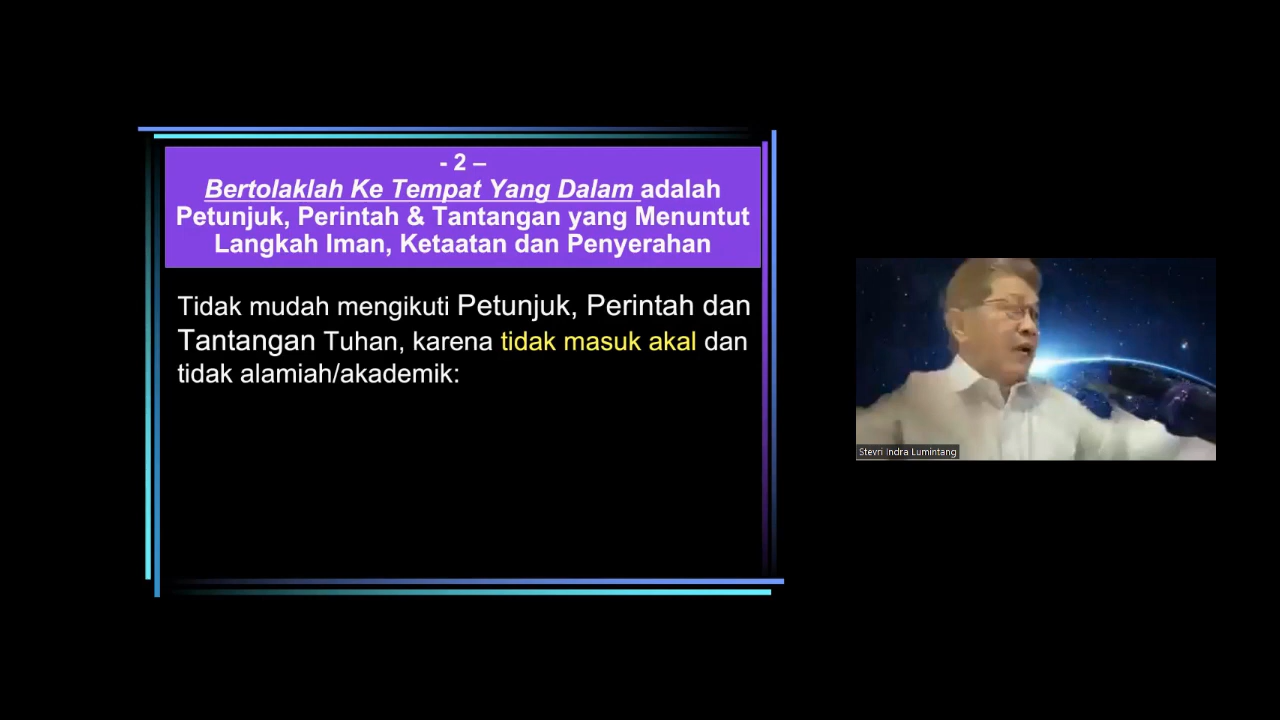 - 2 –
Bertolaklah Ke Tempat Yang Dalam adalah
Petunjuk, Perintah & Tantangan yang Menuntut
Langkah Iman, Ketaatan dan Penyerahan
Tidak mudah mengikuti Petunjuk, Perintah dan
Tantangan Tuhan, karena tidak masuk akal dan
tidak alamiah/akademik:
Stevri Indra Lumintang